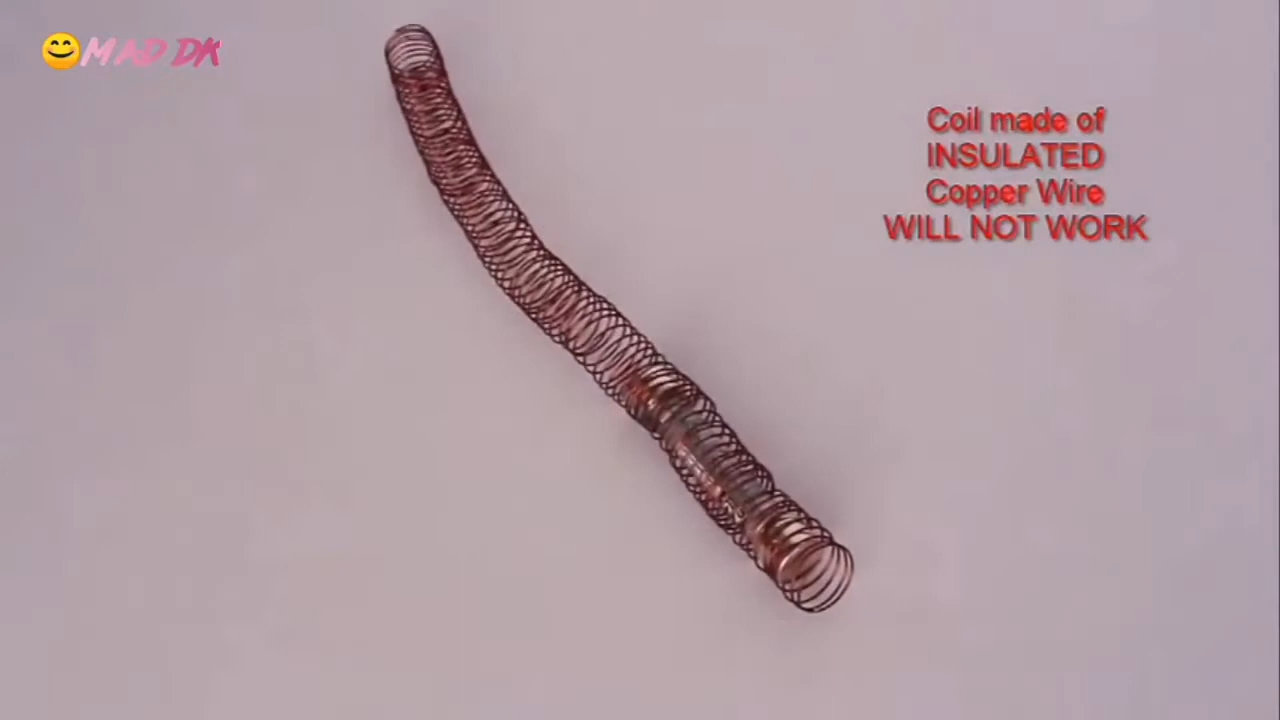 😊MAD DK
Coil made of
INSULATED
Copper Wire
WILL NOT WORK